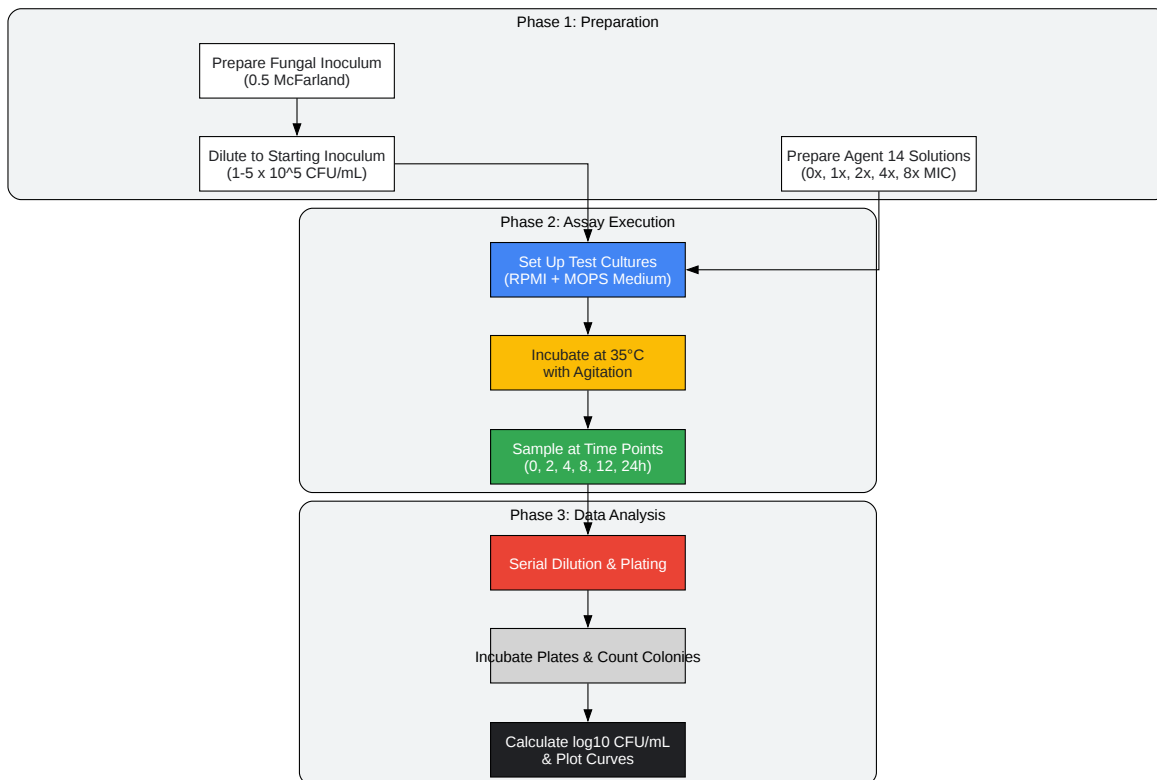 Phase 1: Preparation
Prepare Fungal Inoculum
(0.5 McFarland)
Dilute to Starting Inoculum
(1-5 x 10^5 CFU/mL)
Prepare Agent 14 Solutions
(0x, 1x, 2x, 4x, 8x MIC)
Phase 2: Assay Execution
Set Up Test Cultures
(RPMI + MOPS Medium)
Incubate at 35°C
with Agitation
Sample at Time Points
(0, 2, 4, 8, 12, 24h)
Phase 3: Data Analysis
Serial Dilution & Plating
Incubate Plates & Count Colonies
Calculate log10 CFU/mL
& Plot Curves